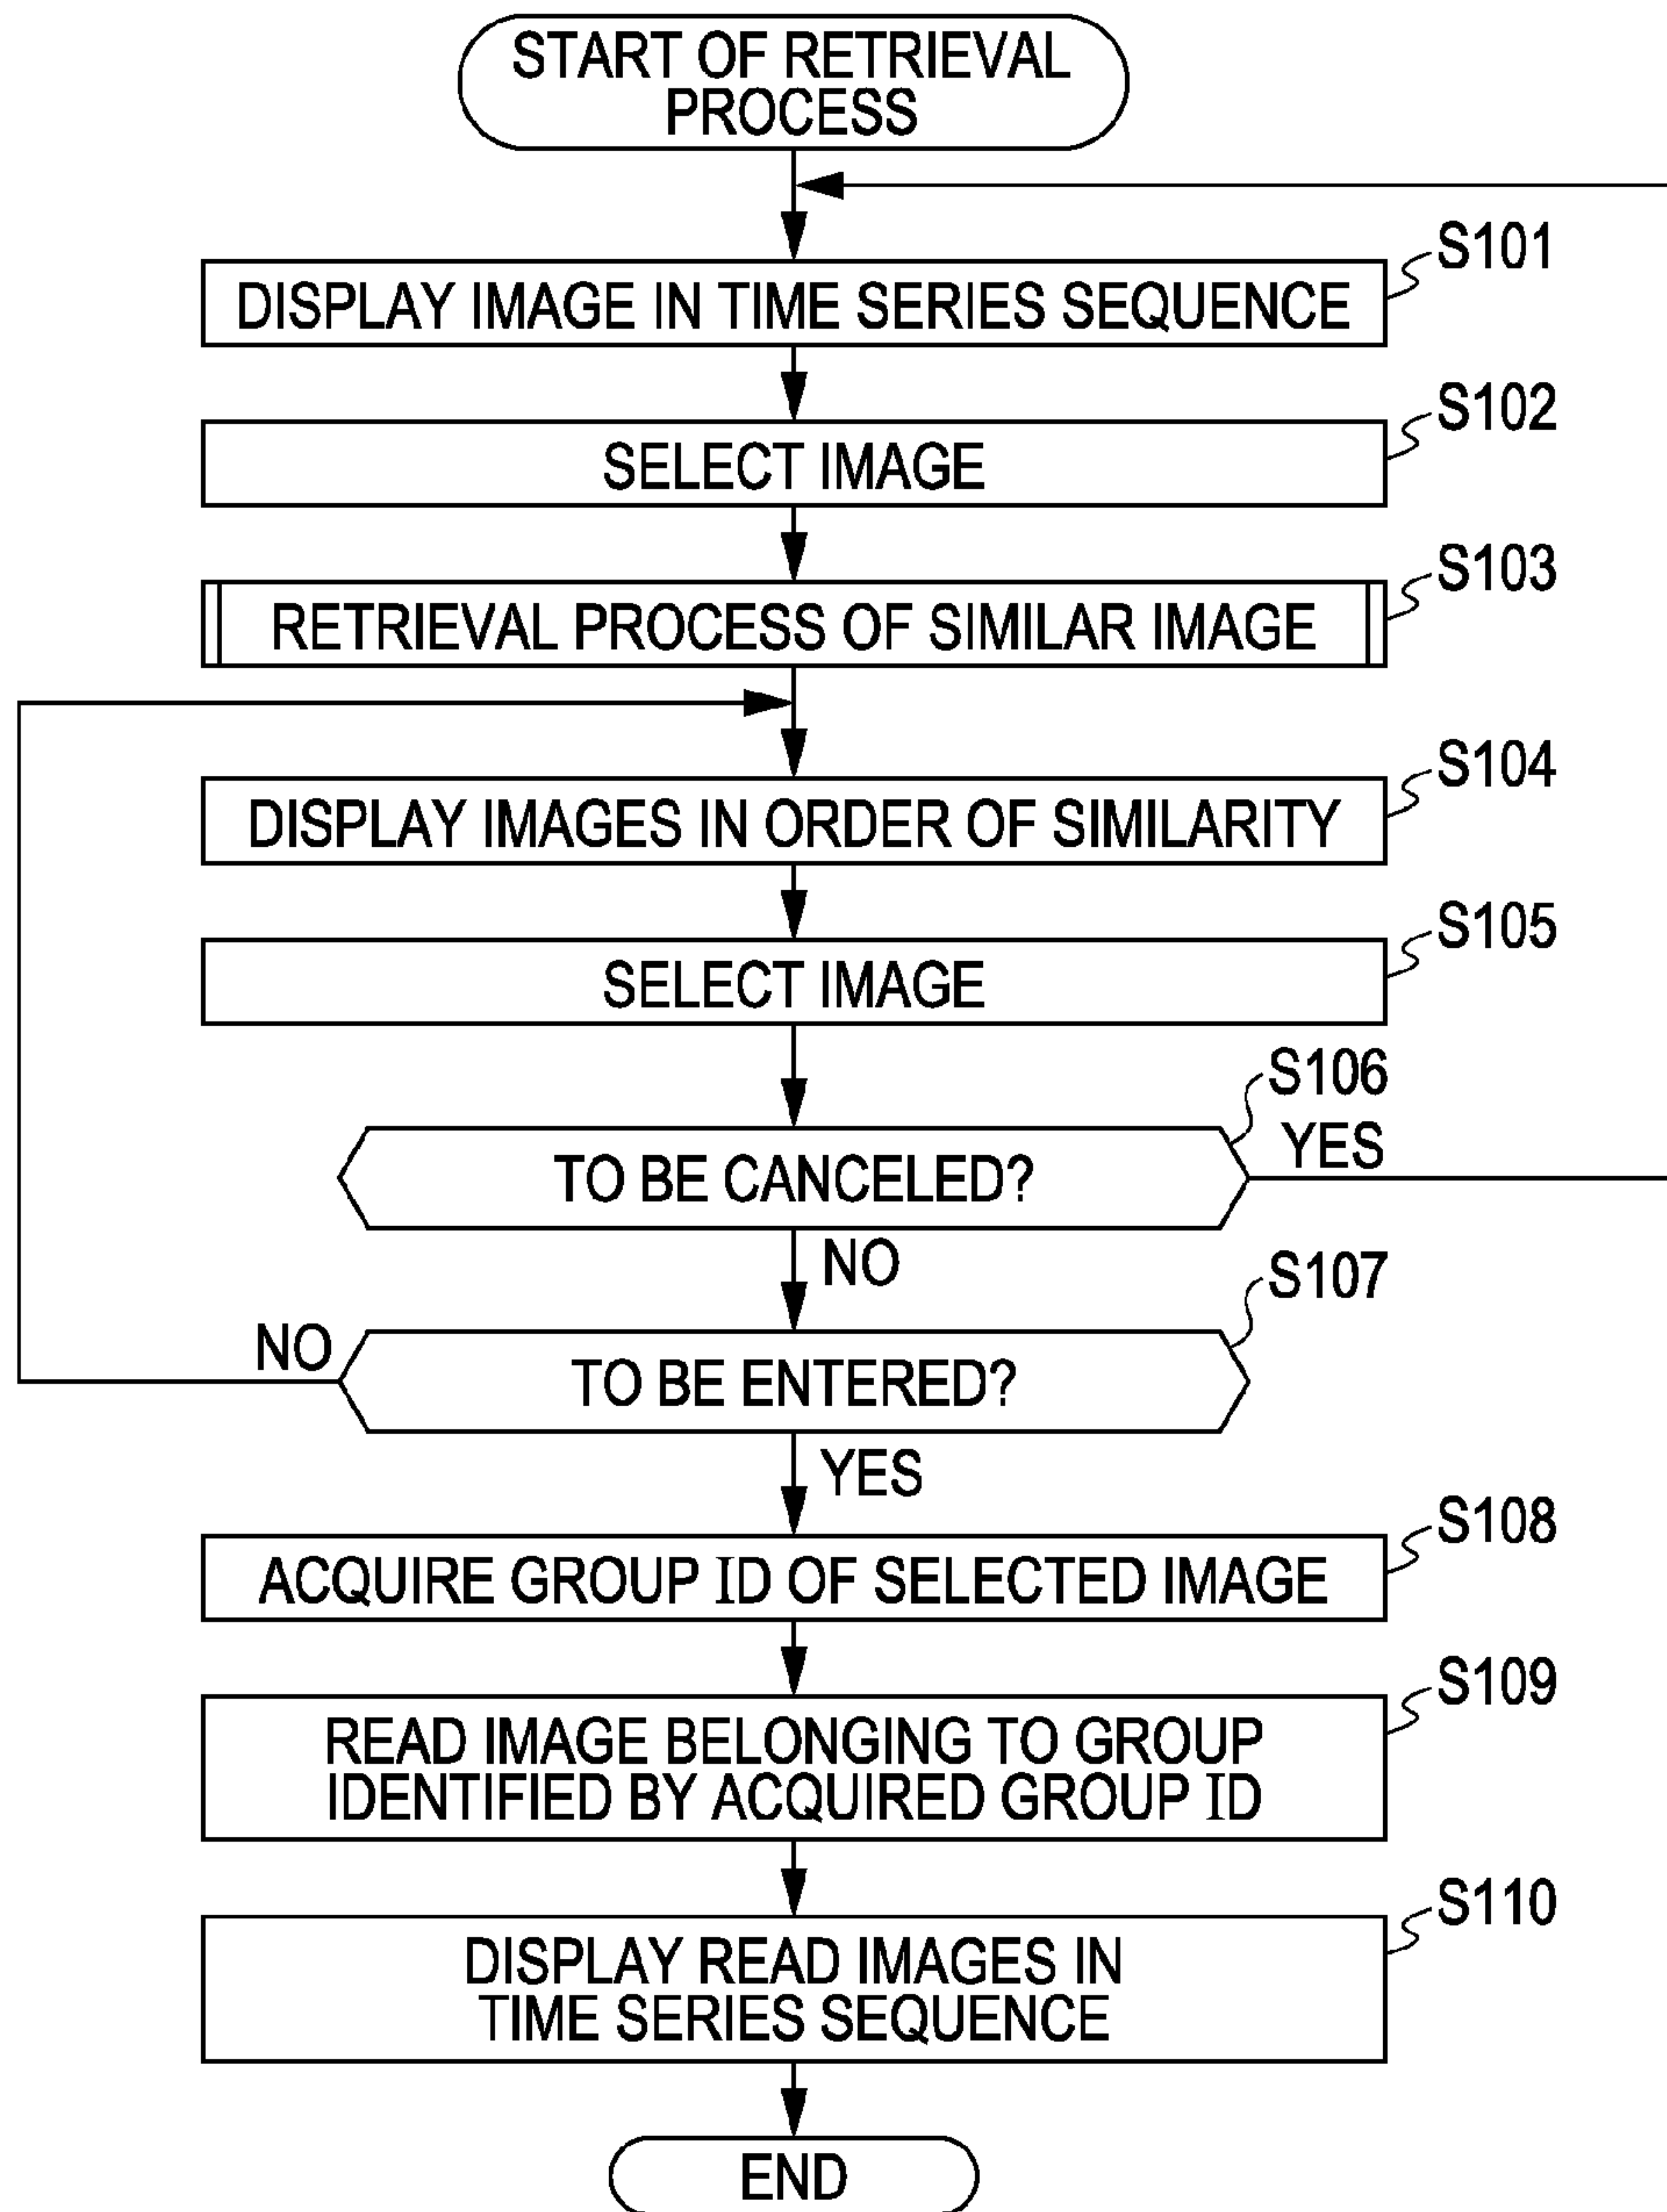 START OF RETRIEVAL
PROCESS
S101
DISPLAY IMAGE IN TIME SERIES SEQUENCE
S102
SELECT IMAGE
S103
RETRIEVAL PROCESS OF SIMILAR IMAGE
S104
DISPLAY IMAGES IN ORDER OF SIMILARITY
S105
SELECT IMAGE
S106
YES
TO BE CANCELED?
NO
S107
NO
TO BE ENTERED?
YES
S108
ACQUIRE GROUP ID OF SELECTED IMAGE
S109
READ IMAGE BELONGING TO GROUP
IDENTIFIED BY ACQUIRED GROUP ID
S110
DISPLAY READ IMAGES IN
TIME SERIES SEQUENCE
END